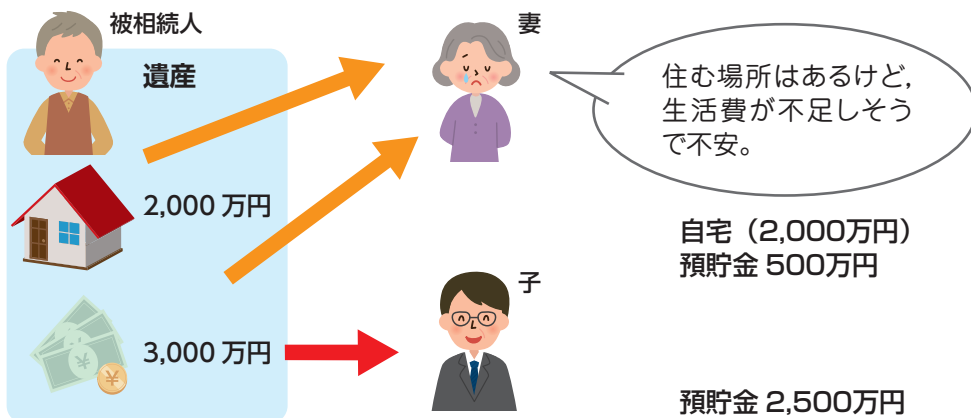 被相続人
遺産
2,000 万円
3,000 万円
妻
住む場所はあるけど,
生活費が不足しそう
で不安。
自宅（2,000万円）
預貯金 500万円
子
預貯金 2,500万円
¥
¥